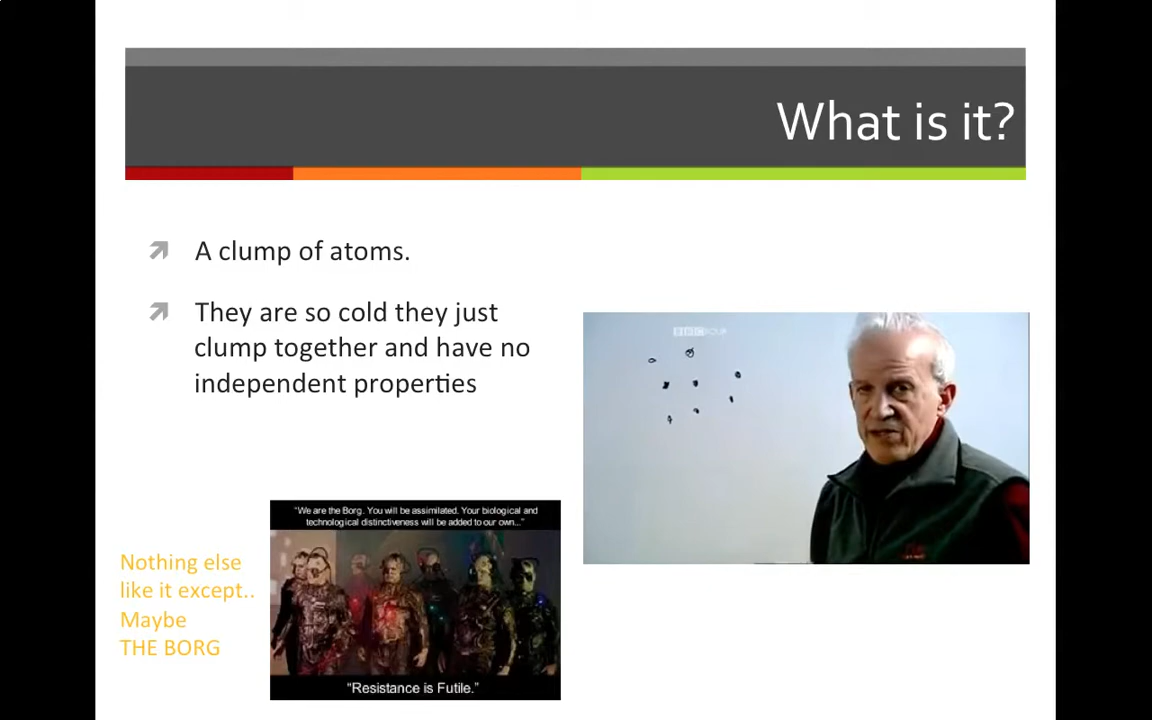 What is it?
A clump of atoms.
They are so cold they just
clump together and have no
independent properties
BBC FOUR
"We are the Borg. You will be assimilated. Your biological and
technological distinctiveness will be added to our own..."
"Resistance is Futile."
Nothing else
like it except..
Maybe
THE BORG